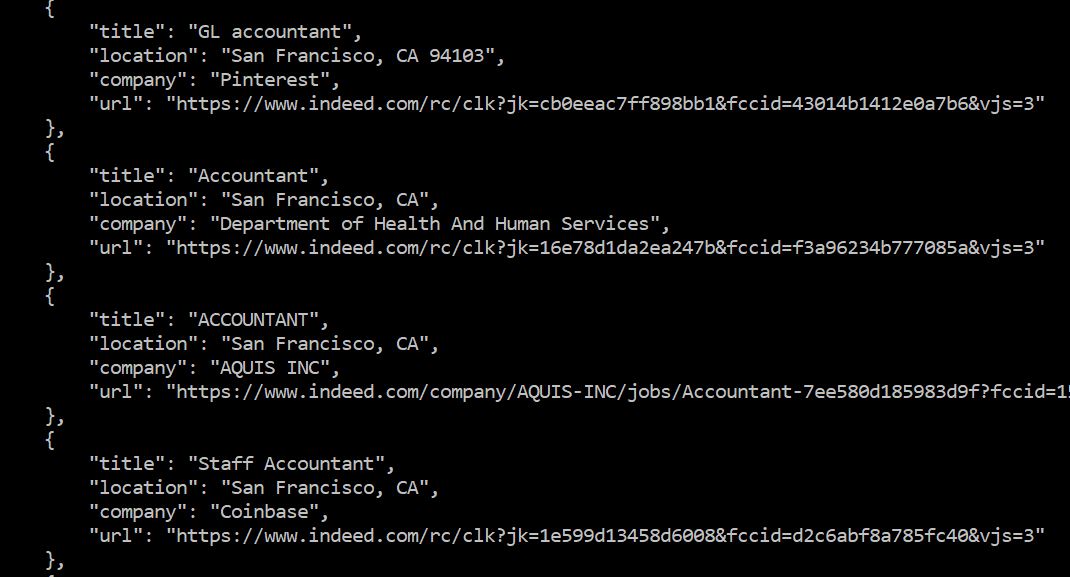 {
"title": "GL accountant",
"location": "San Francisco, CA 94103",
"company": "Pinterest",
"url": "https://www.indeed.com/rc/clk?jk=cb0eeac7ff898bb1&fccid=43014b1412e0a7b6&vjs=3"
},
{
"title": "Accountant",
"location": "San Francisco, CA",
"company": "Department of Health And Human Services",
"url": "https://www.indeed.com/rc/clk?jk=16e78d1da2ea247b&fccid=f3a96234b777085a&vjs=3"
},
{
"title": "ACCOUNTANT",
"location": "San Francisco, CA",
"company": "AQUIS INC",
"url": "https://www.indeed.com/company/AQUIS-INC/jobs/Accountant-7ee580d185983d9f?fccid=15
},
{
"title": "Staff Accountant",
"location": "San Francisco, CA",
"company": "Coinbase",
"url": "https://www.indeed.com/rc/clk?jk=1e599d13458d6008&fccid=d2c6abf8a785fc40&vjs=3"
},